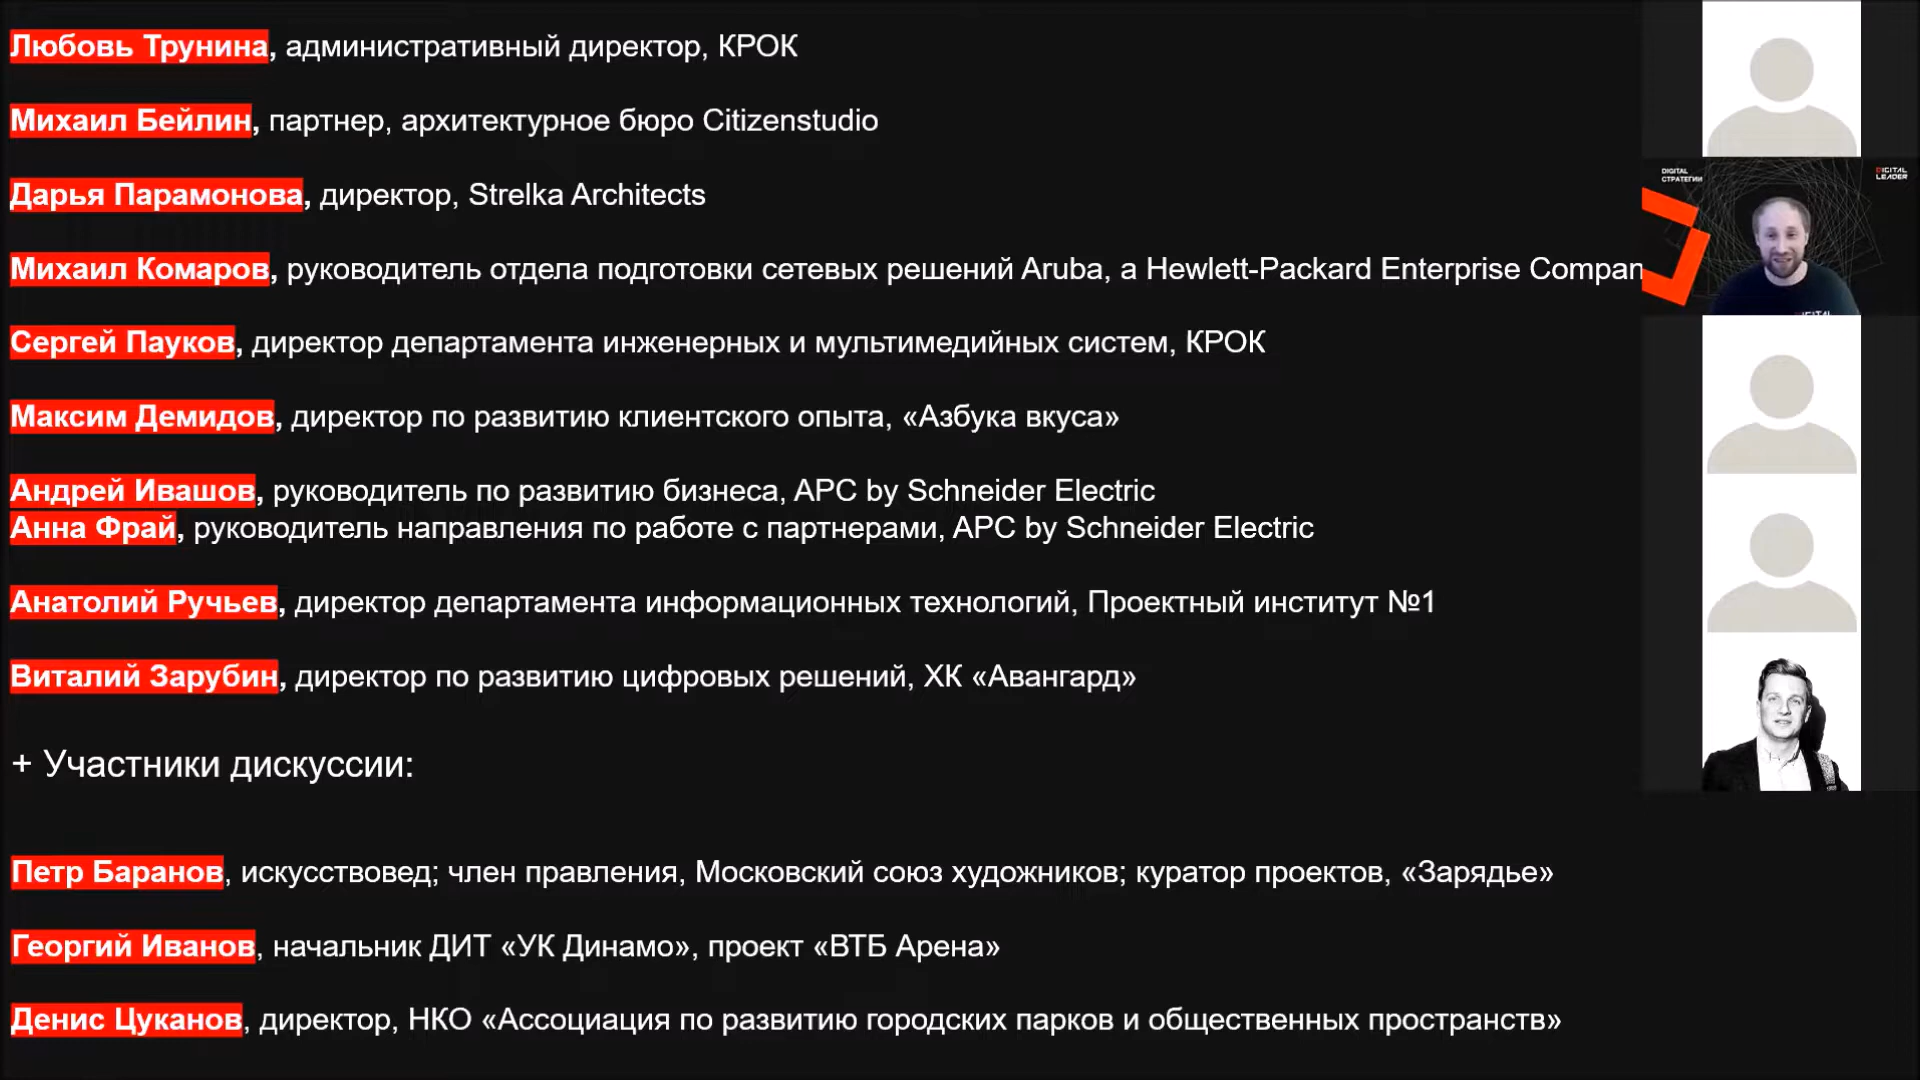 Любовь Трунина, административный директор, КРОК
Михаил Бейлин, партнер, архитектурное бюро Citizenstudio
Дарья Парамонова, директор, Strelka Architects
Михаил Комаров, руководитель отдела подготовки сетевых решений Aruba, a Hewlett-Packard Enterprise Compan
Сергей Пауков, директор департамента инженерных и мультимедийных систем, КРОК
Максим Демидов, директор по развитию клиентского опыта, «Азбука вкуса»
Андрей Ивашов, руководитель по развитию бизнеса, APC by Schneider Electric
Анна Фрай, руководитель направления по работе с партнерами, APC by Schneider Electric
Анатолий Ручьев, директор департамента информационных технологий, Проектный институт №1
Виталий Зарубин, директор по развитию цифровых решений, ХК «Авангард»
+ Участники дискуссии:
Петр Баранов, искусствовед; член правления, Московский союз художников; куратор проектов, «Зарядье»
Георгий Иванов, начальник ДИТ «УК Динамо», проект «ВТБ Арена»
Денис Цуканов, директор, НКО «Ассоциация по развитию городских парков и общественных пространств»
DIGITAL
СТРАТЕГИИ
DIGITAL
LEADER